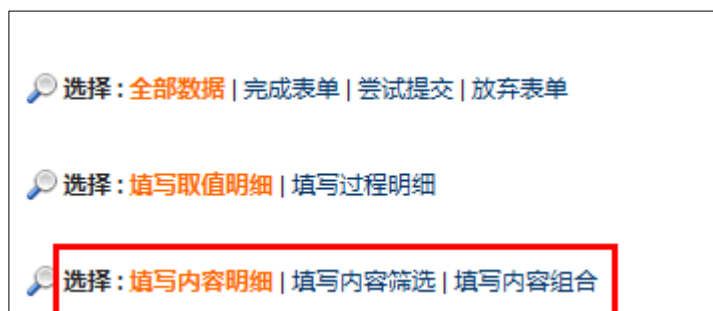 选择 : 全部数据 | 完成表单 | 尝试提交 | 放弃表单
选择 : 填写取值明细 | 填写过程明细
选择 : 填写内容明细 | 填写内容筛选 | 填写内容组合